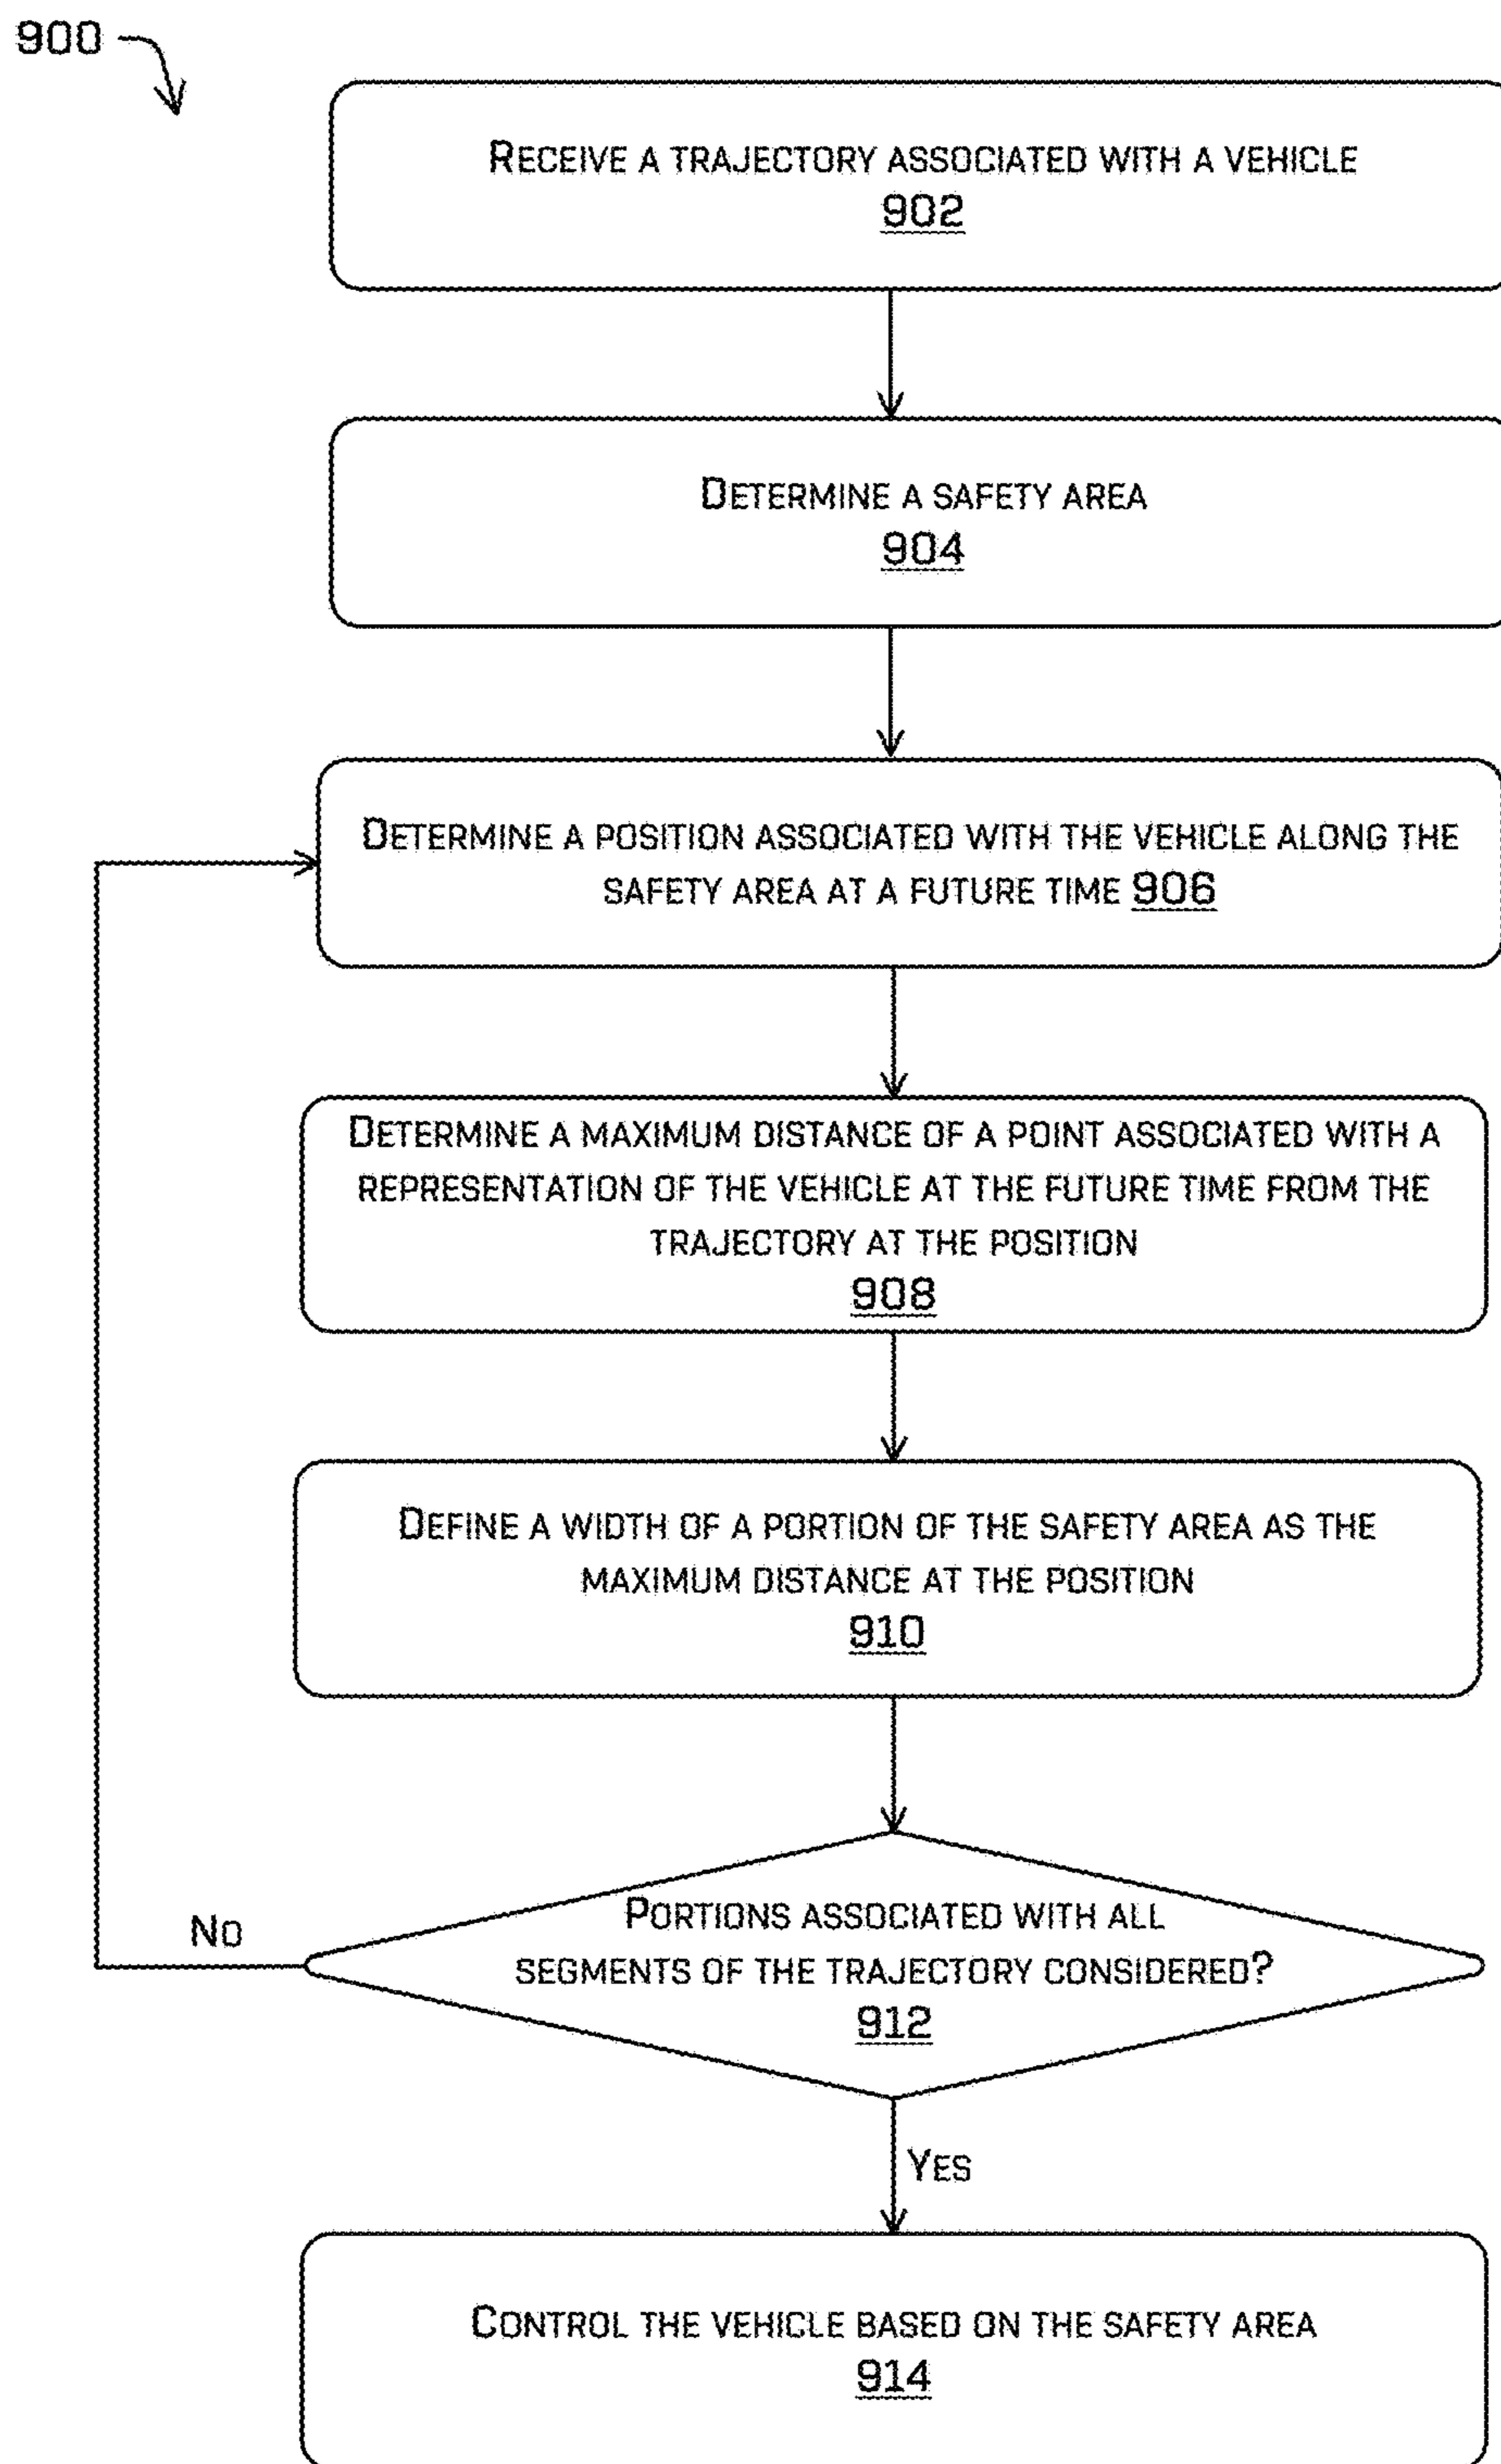 900
RECEIVE A TRAJECTORY ASSOCIATED WITH A VEHICLE
902
DETERMINE A SAFETY AREA
904
DETERMINE A POSITION ASSOCIATED WITH THE VEHICLE ALONG THE
SAFETY AREA AT A FUTURE TIME 906
DETERMINE A MAXIMUM DISTANCE OF A POINT ASSOCIATED WITH A
REPRESENTATION OF THE VEHICLE AT THE FUTURE TIME FROM THE
TRAJECTORY AT THE POSITION
908
DEFINE A WIDTH OF A PORTION OF THE SAFETY AREA AS THE
MAXIMUM DISTANCE AT THE POSITION
910
PORTIONS ASSOCIATED WITH ALL
SEGMENTS OF THE TRAJECTORY CONSIDERED?
912
NO
YES
CONTROL THE VEHICLE BASED ON THE SAFETY AREA
914